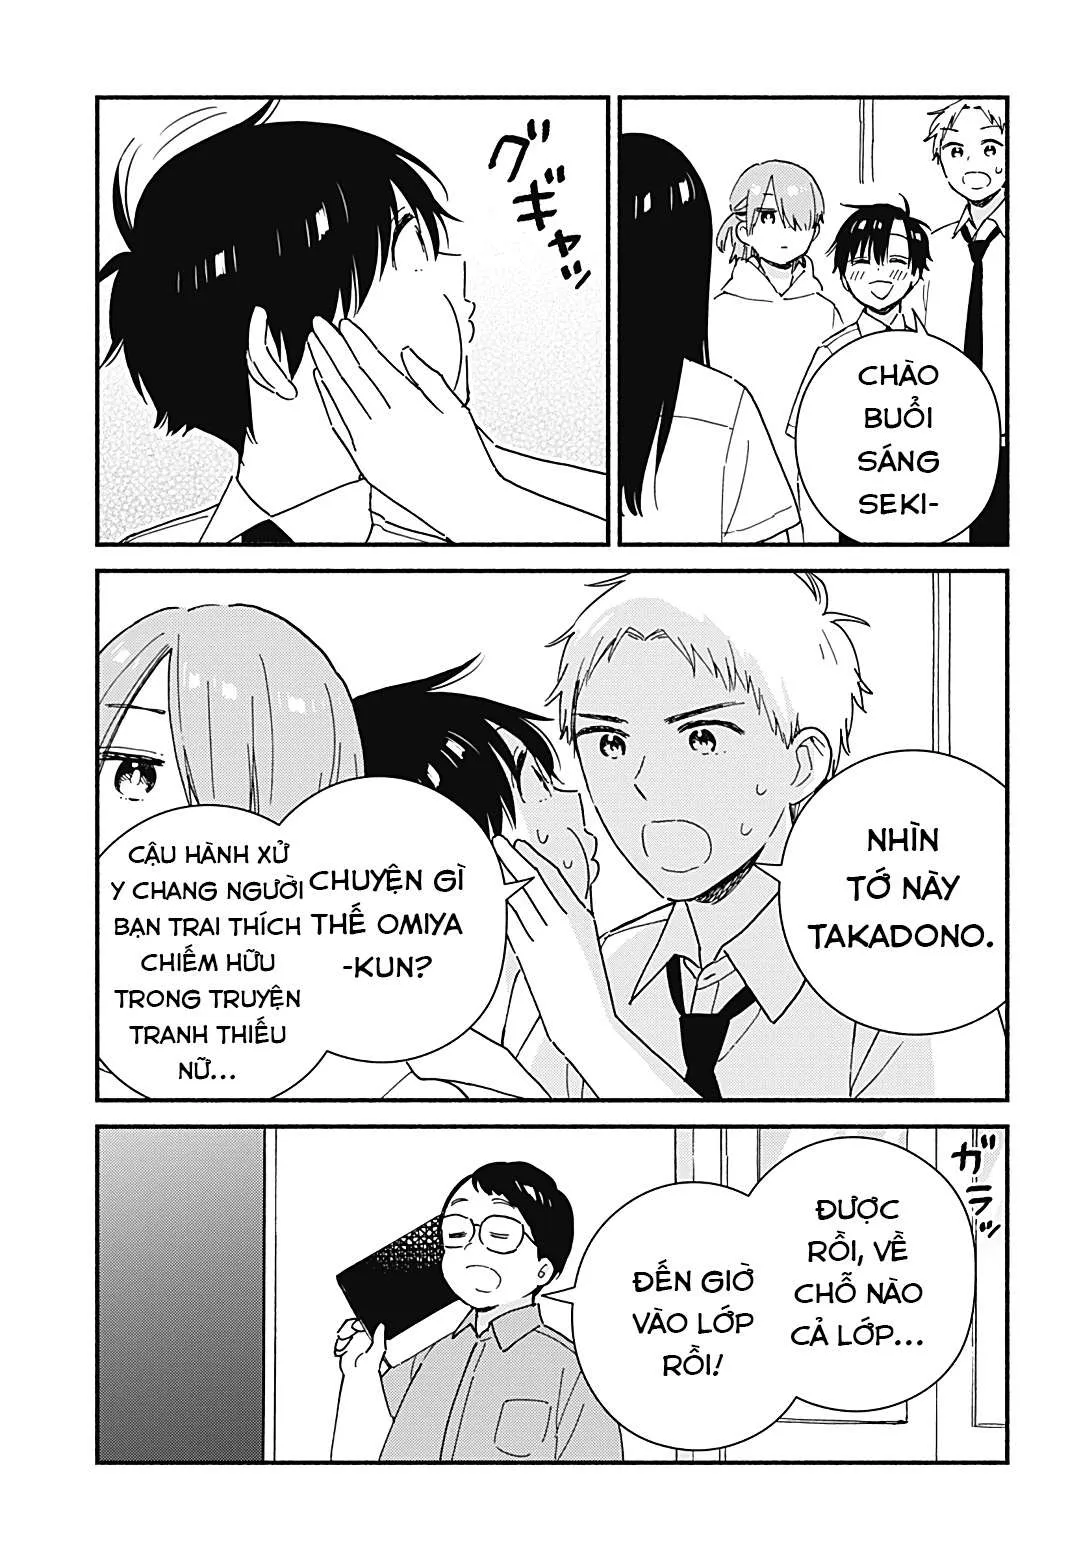 CHÀO
BUỔI
SÁNG
SEKI-
グギャッ
NHÌN
TỚ NÀY
TAKADONO.
CHUYỆN GÌ
THẾ OMIYA
-KUN?
CẬU HÀNH XỬ
Y CHANG NGƯỜI
BẠN TRAI THÍCH
CHIẾM HỮU
TRONG TRUYỆN
TRANH THIẾU
NỮ...
ガラッ
ĐƯỢC
RỒI, VỀ
CHỖ NÀO
CẢ LỚP...
ĐẾN GIỜ
VÀO LỚP
RỒI!